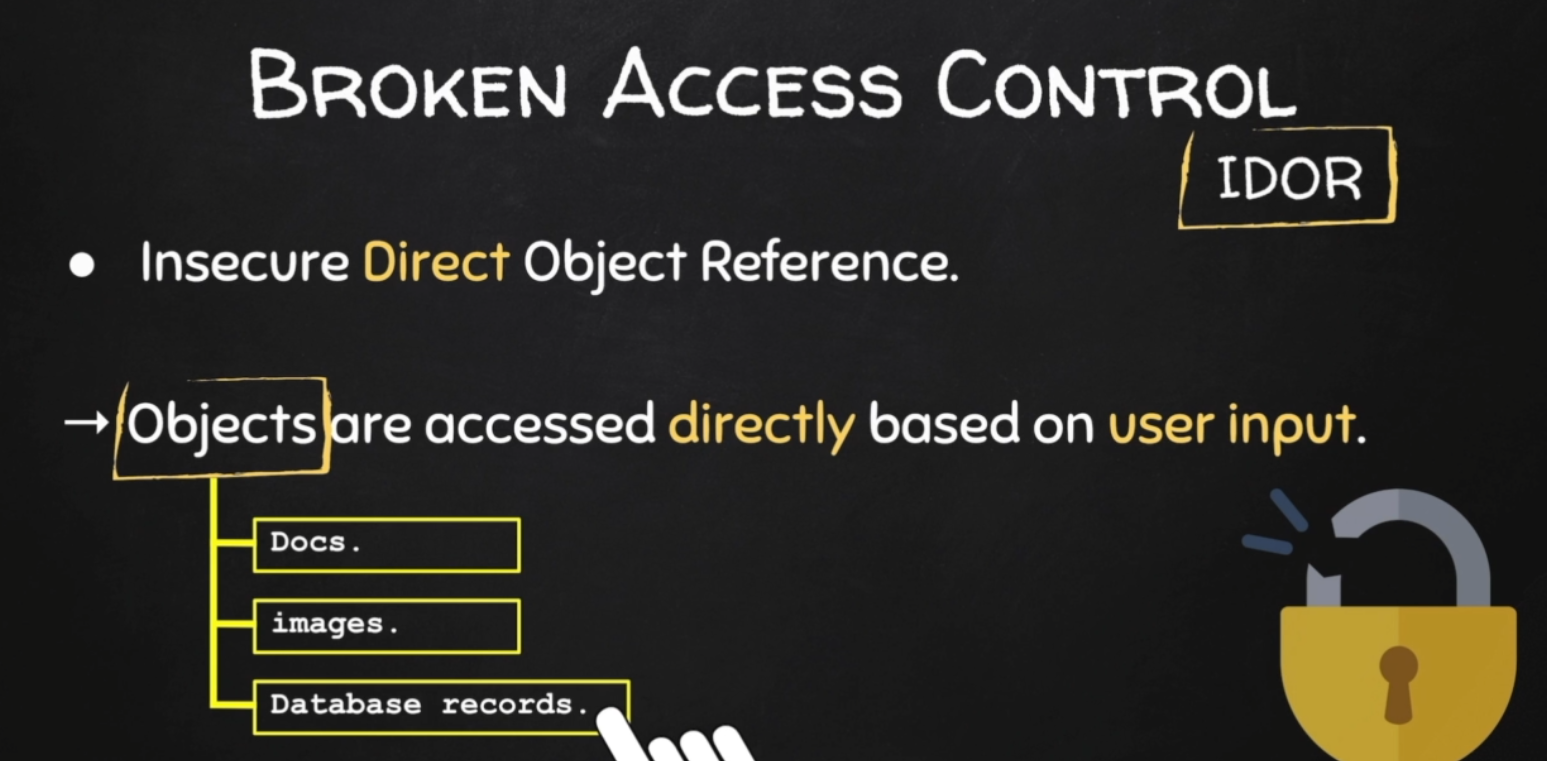 Broken Access Control
IDOR
● Insecure Direct Object Reference.
→ Objects are accessed directly based on user input.
Docs.
images.
Database records.